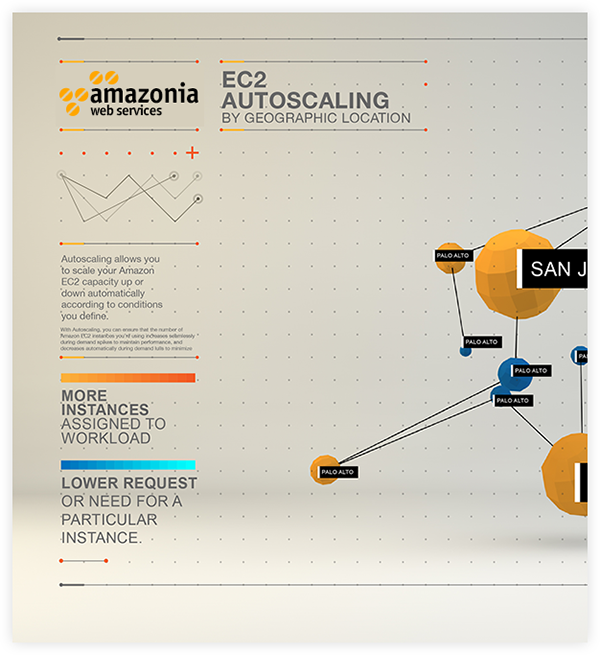 amazonia
web services
EC2
AUTOSCALING
BY GEOGRAPHIC LOCATION
Autoscaling allows you
to scale your Amazon
EC2 capacity up or
down automatically
according to conditions
you define.
With Autoscaling, you can ensure that the number of
Amazon EC2 instances you're using increases seamlessly
during demand spikes to maintain performance, and
decreases automatically during demand lulls to minimise
MORE
INSTANCES
ASSIGNED TO
WORKLOAD
LOWER REQUEST
OR NEED FOR A
PARTICULAR
INSTANCE.
PALO ALTO
SAN J
PALO ALTO
PA
PALO ALTO
PALO ALTO
PALO ALTO